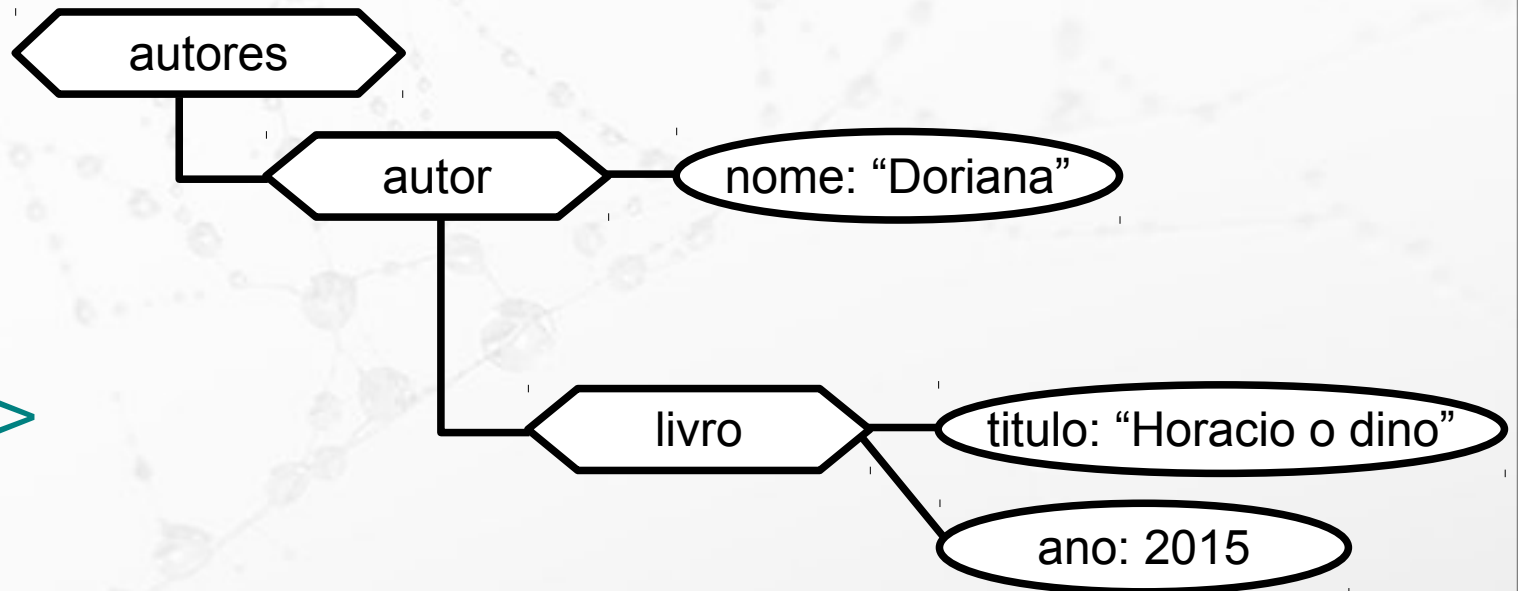 autores
autor
nome: “Doriana”
>
livro
titulo: “Horacio o dino”
ano: 2015